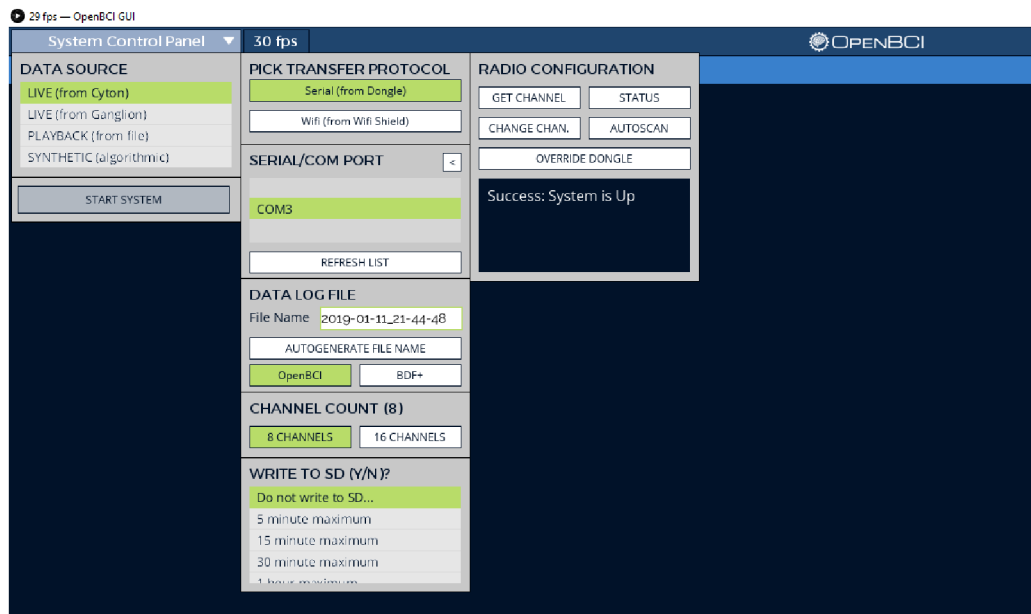 29 fps — OpenBCI GUI
System Control Panel
30 fps
OPENBCI
DATA SOURCE
LIVE (from Cyton)
LIVE (from Ganglion)
PLAYBACK (from file)
SYNTHETIC (algorithmic)
START SYSTEM
PICK TRANSFER PROTOCOL
Serial (from Dongle)
Wifi (from Wifi Shield)
SERIAL/COM PORT
<
COM3
REFRESH LIST
DATA LOG FILE
File Name 2019-01-11_21-44-48
AUTOGENERATE FILE NAME
OpenBCI BDF+
CHANNEL COUNT (8)
8 CHANNELS 16 CHANNELS
WRITE TO SD (Y/N)?
Do not write to SD...
5 minute maximum
15 minute maximum
30 minute maximum
1 hour maximum
RADIO CONFIGURATION
GET CHANNEL STATUS
CHANGE CHAN. AUTOSCAN
OVERRIDE DONGLE
Success: System is Up